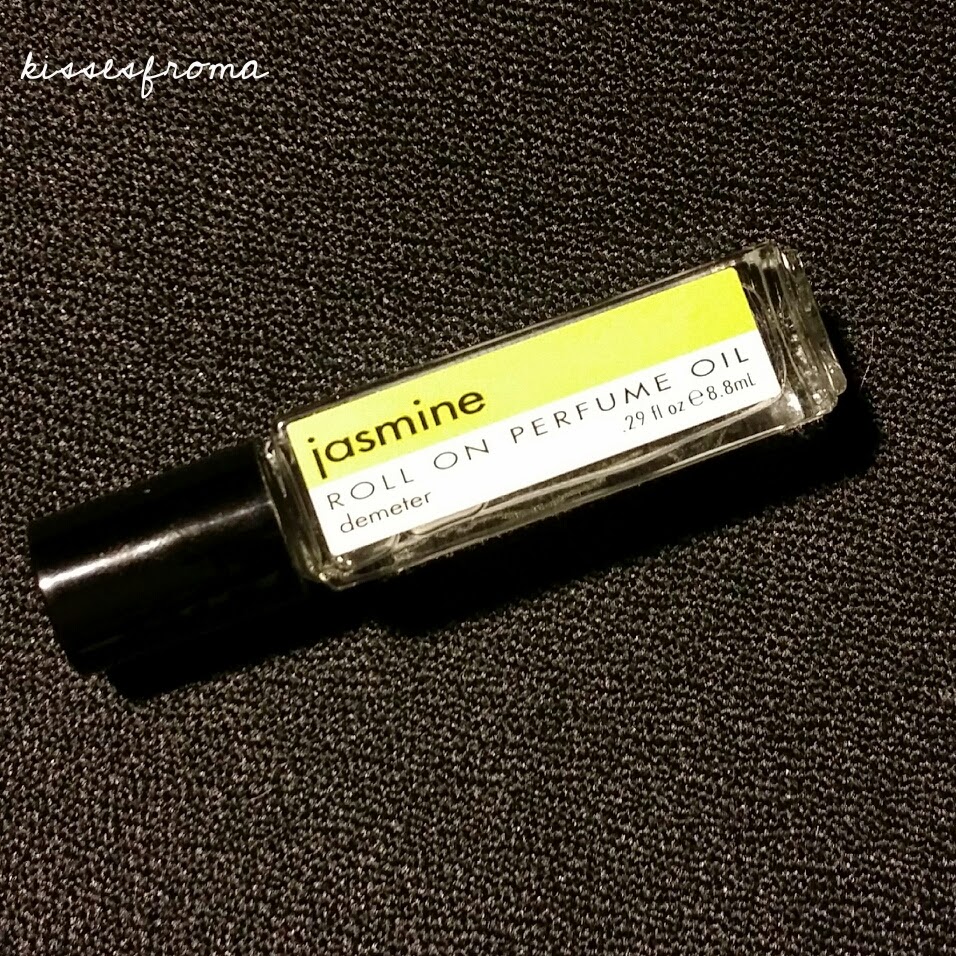 kissesfroma
jasmine
ROLL ON PERFUME OIL
.29 fl oz ℮ 8.8mL
demeter